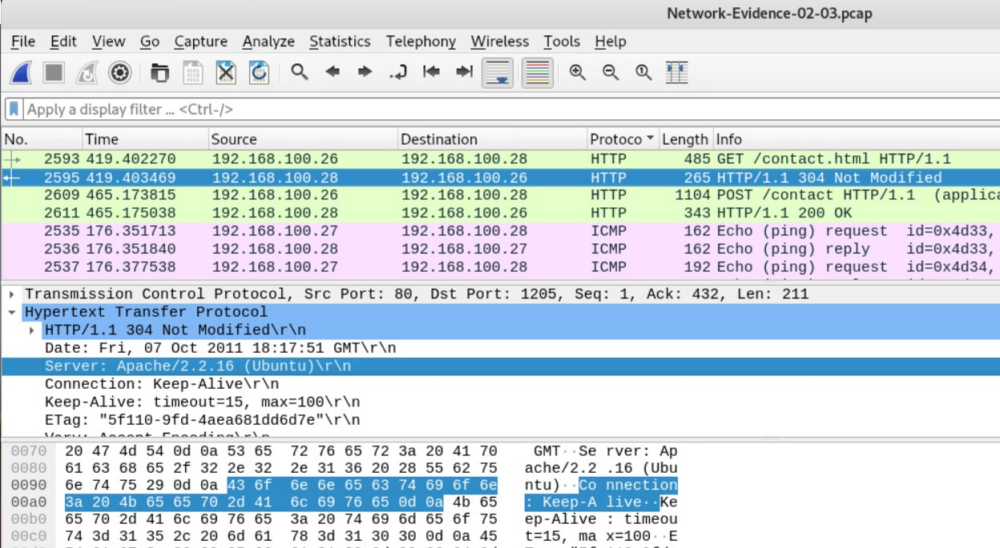 Network-Evidence-02-03.pcap
File Edit View Go Capture Analyze Statistics Telephony Wireless Tools Help
Apply a display filter ... <Ctrl-/>
No. Time Source Destination Protoco Length Info
2593 419.402270 192.168.100.26 192.168.100.28 HTTP 485 GET /contact.html HTTP/1.1
2595 419.403469 192.168.100.28 192.168.100.26 HTTP 265 HTTP/1.1 304 Not Modified
2609 465.173815 192.168.100.26 192.168.100.28 HTTP 1104 POST /contact HTTP/1.1 (applica
2611 465.175038 192.168.100.28 192.168.100.26 HTTP 343 HTTP/1.1 200 OK
2535 176.351713 192.168.100.27 192.168.100.28 ICMP 162 Echo (ping) request id=0x4d33,
2536 176.351840 192.168.100.28 192.168.100.27 ICMP 162 Echo (ping) reply id=0x4d33,
2537 176.377538 192.168.100.27 192.168.100.28 ICMP 192 Echo (ping) request id=0x4d34,
Transmission Control Protocol, Src Port: 80, Dst Port: 1205, Seq: 1, Ack: 432, Len: 211
Hypertext Transfer Protocol
HTTP/1.1 304 Not Modified\r\n
Date: Fri, 07 Oct 2011 18:17:51 GMT\r\n
Server: Apache/2.2.16 (Ubuntu)\r\n
Connection: Keep-Alive\r\n
Keep-Alive: timeout=15, max=100\r\n
ETag: "5f110-9fd-4aea681dd6d7e"\r\n
Vary: Accept-Encoding\r\n
0070 20 47 4d 54 0d 0a 53 65 72 76 65 72 3a 20 41 70 GMT··Se rver: Ap
0080 61 63 68 65 2f 32 2e 32 2e 31 36 20 28 55 62 75 ache/2.2 .16 (Ubu
0090 6e 74 75 29 0d 0a 43 6f 6e 6e 65 63 74 69 6f 6e ntu)··Co nnection
00a0 3a 20 4b 65 65 70 2d 41 6c 69 76 65 0d 0a 4b 65 : Keep-A live··Ke
00b0 65 70 2d 41 6c 69 76 65 3a 20 74 69 6d 65 6f 75 ep-Alive : timeou
00c0 74 3d 31 35 2c 20 6d 61 78 3d 31 30 30 0d 0a 45 t=15, ma x=100··E